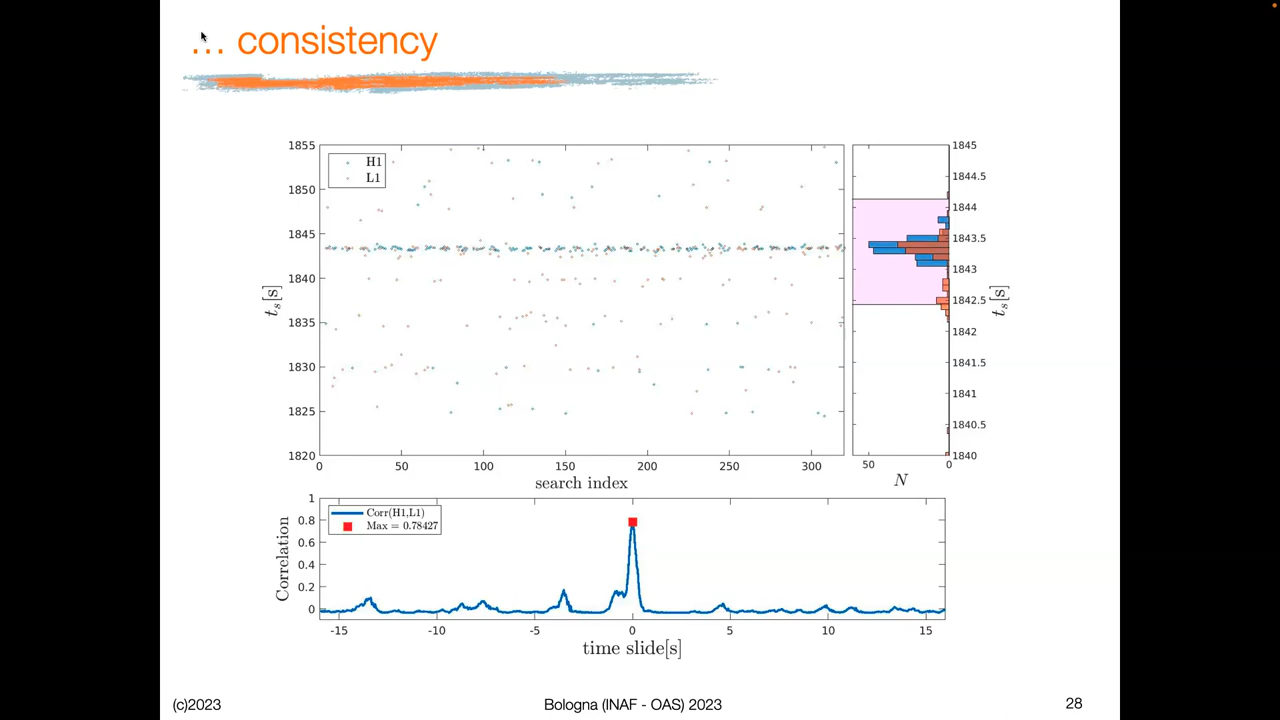 ... consistency
1855
1850
1845
1840
1835
1830
1825
1820
H1
L1
t_s[s]
0 50 100 150 200 250 300
search index
1845
1844.5
1844
1843.5
1843
1842.5
1842
1841.5
1841
1840.5
1840
t_s[s]
50 0
N
1
0.8
0.6
0.4
0.2
0
Correlation
Corr(H1,L1)
Max = 0.78427
-15 -10 -5 0 5 10 15
time slide[s]
(c)2023 Bologna (INAF - OAS) 2023 28